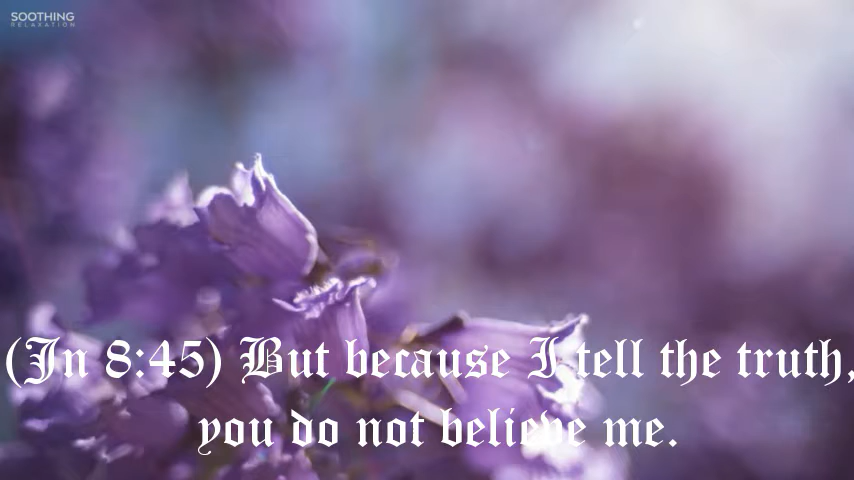 SOOTHING
RELAXATION
(Jn 8:45) But because I tell the truth,
you do not believe me.